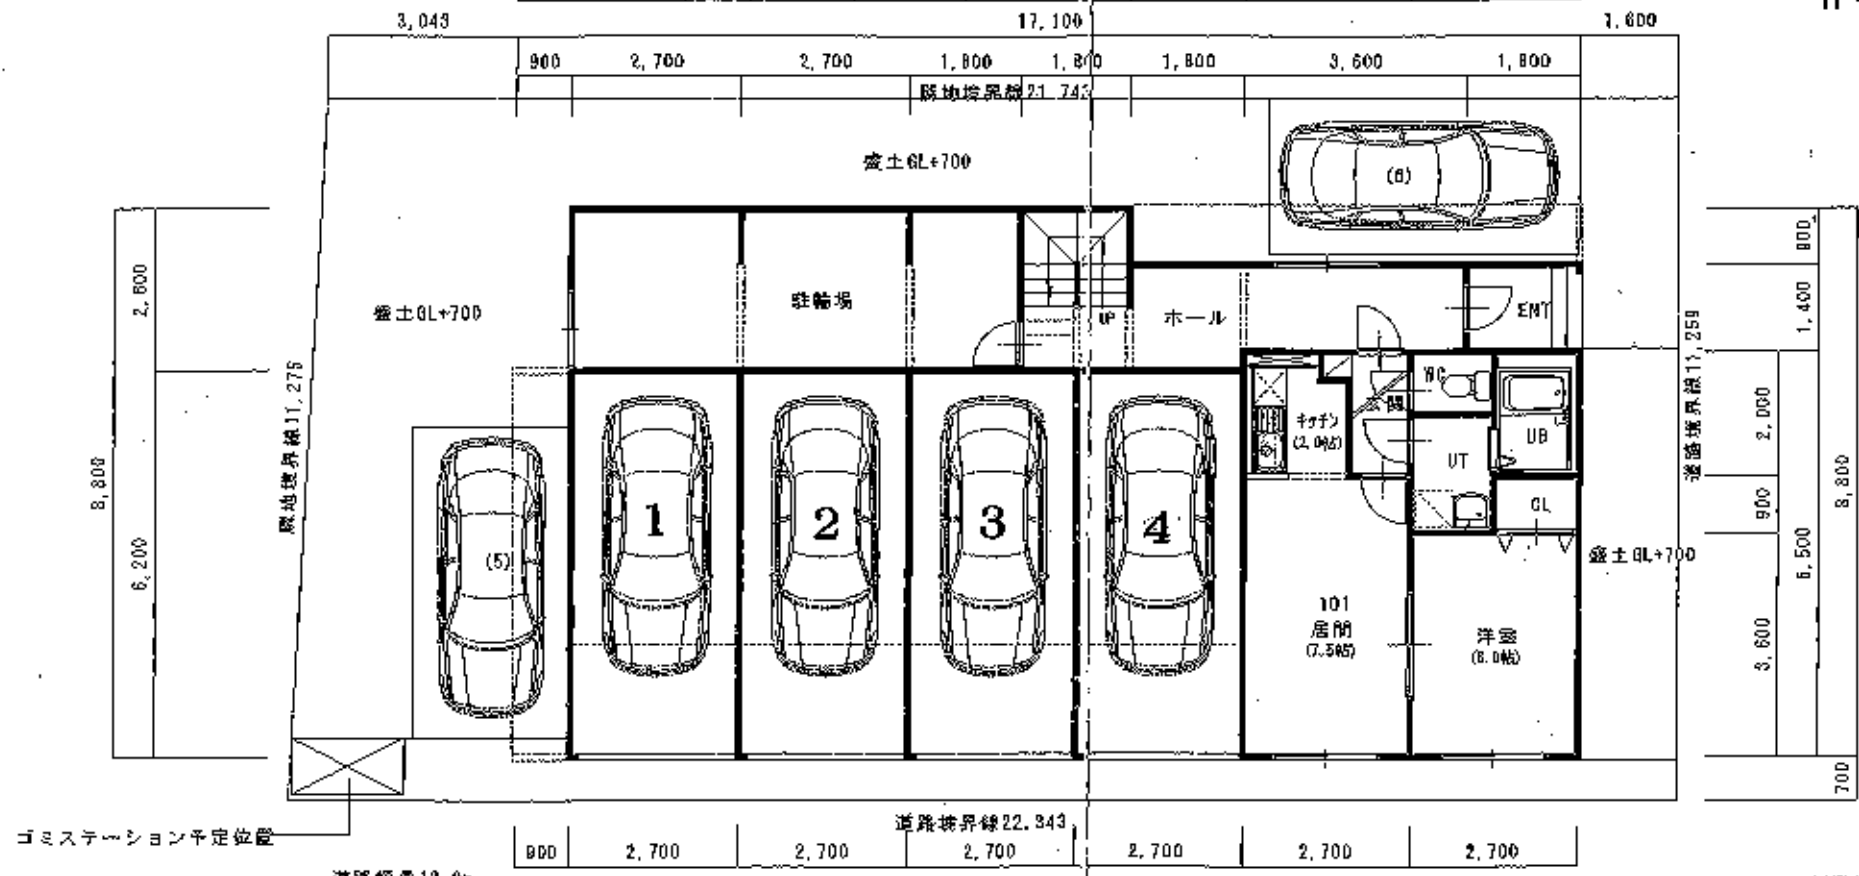 3,043
17,100
1,600
900
2,700
2,700
1,800
1,800
1,800
3,600
1,800
隣地境界線21.743
盛土GL+700
(6)
2,600
盛土GL+700
駐輪場
UP
ホール
ENT
900
1,400
8,800
6,200
隣地境界線11,275
キッチン
(2.0帖)
玄関
WC
UB
UT
CL
道路境界線11,259
2,000
900
3,600
5,500
8,800
700
(5)
1
2
3
4
101
居間
(7.5帖)
洋室
(6.0帖)
盛土GL+700
ゴミステーション予定位置
道路境界線22.343
900
2,700
2,700
2,700
2,700
2,700
2,700